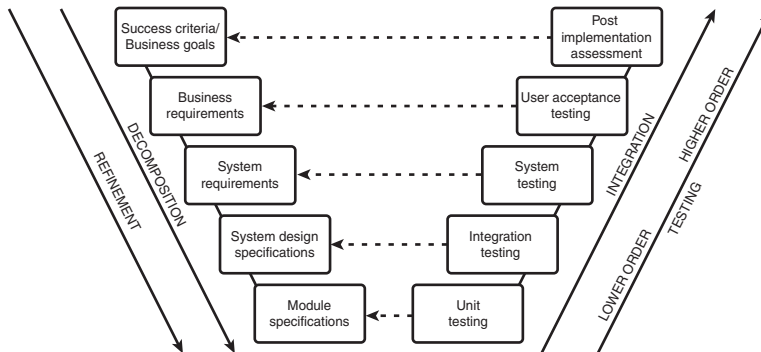 Success criteria/
Business goals
Post
implementation
assessment
Business
requirements
User acceptance
testing
System
requirements
System
testing
System design
specifications
Integration
testing
Module
specifications
Unit
testing
REFINEMENT
DECOMPOSITION
INTEGRATION
LOWER ORDER
TESTING
HIGHER ORDER